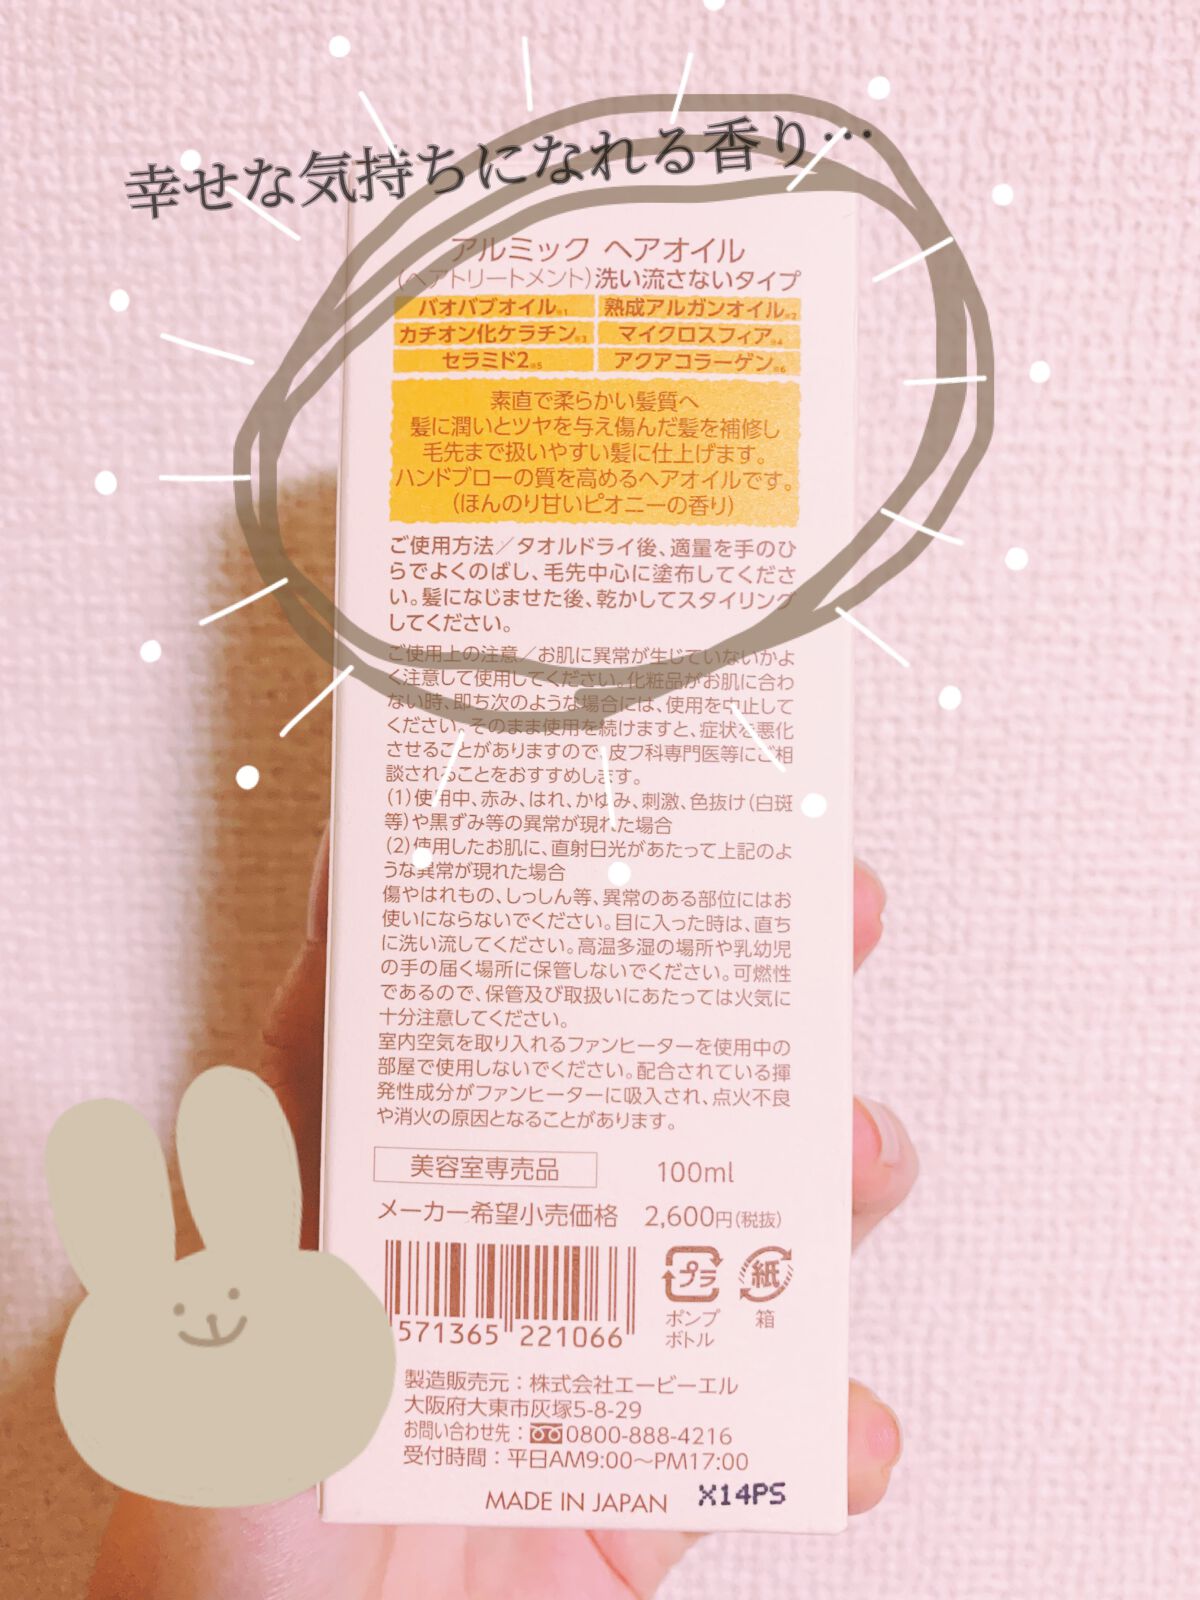 幸せな気持ちになれる香り…
アルミック ヘアオイル
(ヘアトリートメント)洗い流さないタイプ
バオバブオイル※1 熟成アルガンオイル※2
カチオン化ケラチン※3 マイクロスフィア※4
セラミド2※5 アクアコラーゲン※6
素直で柔らかい髪質へ
髪に潤いとツヤを与え傷んだ髪を補修し
毛先まで扱いやすい髪に仕上げます。
ハンドブローの質を高めるヘアオイルです。
(ほんのり甘いピオニーの香り)
ご使用方法／タオルドライ後、適量を手のひ
らでよくのばし、毛先中心に塗布してくださ
い。髪になじませた後、乾かしてスタイリング
してください。
ご使用上の注意／お肌に異常が生じていないかよ
く注意して使用してください。化粧品がお肌に合わ
ない時、即ち次のような場合には、使用を中止して
ください。そのまま使用を続けますと、症状を悪化
させることがありますので、皮フ科専門医等にご相
談されることをおすすめします。
(1)使用中、赤み、はれ、かゆみ、刺激、色抜け(白斑
等)や黒ずみ等の異常が現れた場合
(2)使用したお肌に、直射日光があたって上記のよ
うな異常が現れた場合
傷やはれもの、しっしん等、異常のある部位にはお
使いにならないでください。目に入った時は、直ち
に洗い流してください。高温多湿の場所や乳幼児
の手の届く場所に保管しないでください。可燃性
であるので、保管及び取扱いにあたっては火気に
十分注意してください。
室内空気を取り入れるファンヒーターを使用中の
部屋で使用しないでください。配合されている揮
発性成分がファンヒーターに吸入され、点火不良
や消火の原因となることがあります。
美容室専売品 100ml
メーカー希望小売価格 2,600円(税抜)
プラ 紙
ポンプ 箱
ボトル
571365 221066
製造販売元：株式会社エービーエル
大阪府大東市灰塚5-8-29
お問い合わせ先：0800-888-4216
受付時間：平日AM9:00～PM17:00
MADE IN JAPAN X14PS